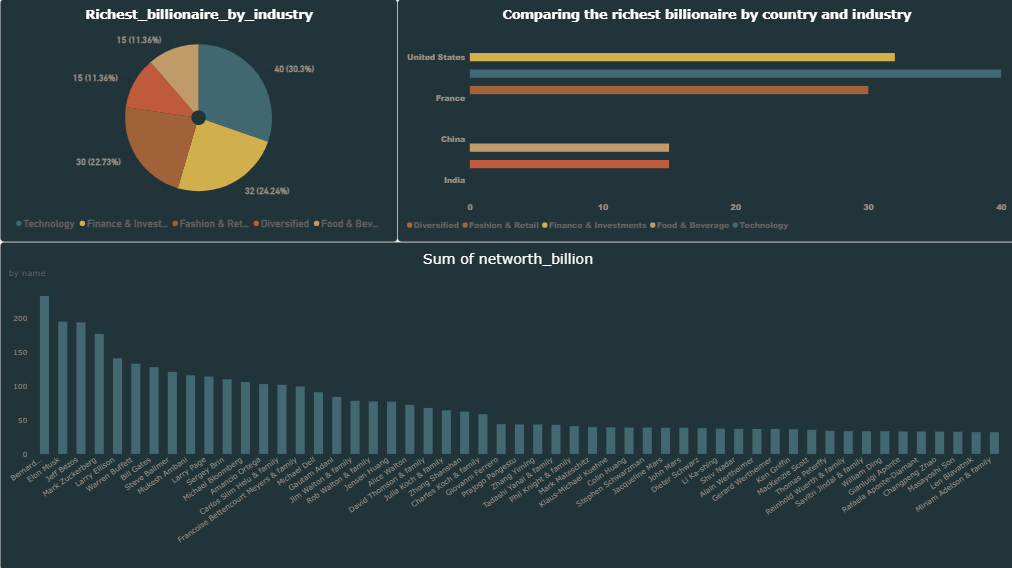 Richest_billionaire_by_industry
15 (11.36%)
40 (30.3%)
15 (11.36%)
30 (22.73%)
32 (24.24%)
Technology Finance & Invest... Fashion & Ret... Diversified Food & Bev...
Comparing the richest billionaire by country and industry
United States
France
China
India
0 10 20 30 40
Diversified Fashion & Retail Finance & Investments Food & Beverage Technology
Sum of networth_billion
by name
200
150
100
50
0
Bernard...
Elon Musk
Jeff Bezos
Mark Zuckerberg
Larry Ellison
Warren Buffett
Bill Gates
Steve Ballmer
Mukesh Ambani
Larry Page
Sergey Brin
Michael Bloomberg
Amancio Ortega
Carlos Slim Helu & family
Francoise Bettencourt Meyers & family
Michael Dell
Gautam Adani
Jim Walton & family
Rob Walton & family
Jensen Huang
Alice Walton
David Thomson & family
Julia Koch & family
Zhong Shanshan
Charles Koch & family
Giovanni Ferrero
Prajogo Pangestu
Zhang Yiming
Tadashi Yanai & family
Phil Knight & family
Mark Mateschitz
Klaus-Michael Kuehne
Colin Huang
Stephen Schwarzman
Jacqueline Mars
John Mars
Dieter Schwarz
Li Ka-shing
Shiv Nadar
Alain Wertheimer
Gerard Wertheimer
Ken Griffin
MacKenzie Scott
Thomas Peterffy
Reinhold Wuerth & family
Savitri Jindal & family
William Ding
Gianluigi Aponte
Rafaela Aponte-Diamant
Changpeng Zhao
Masayoshi Son
Len Blavatnik
Miriam Adelson & family